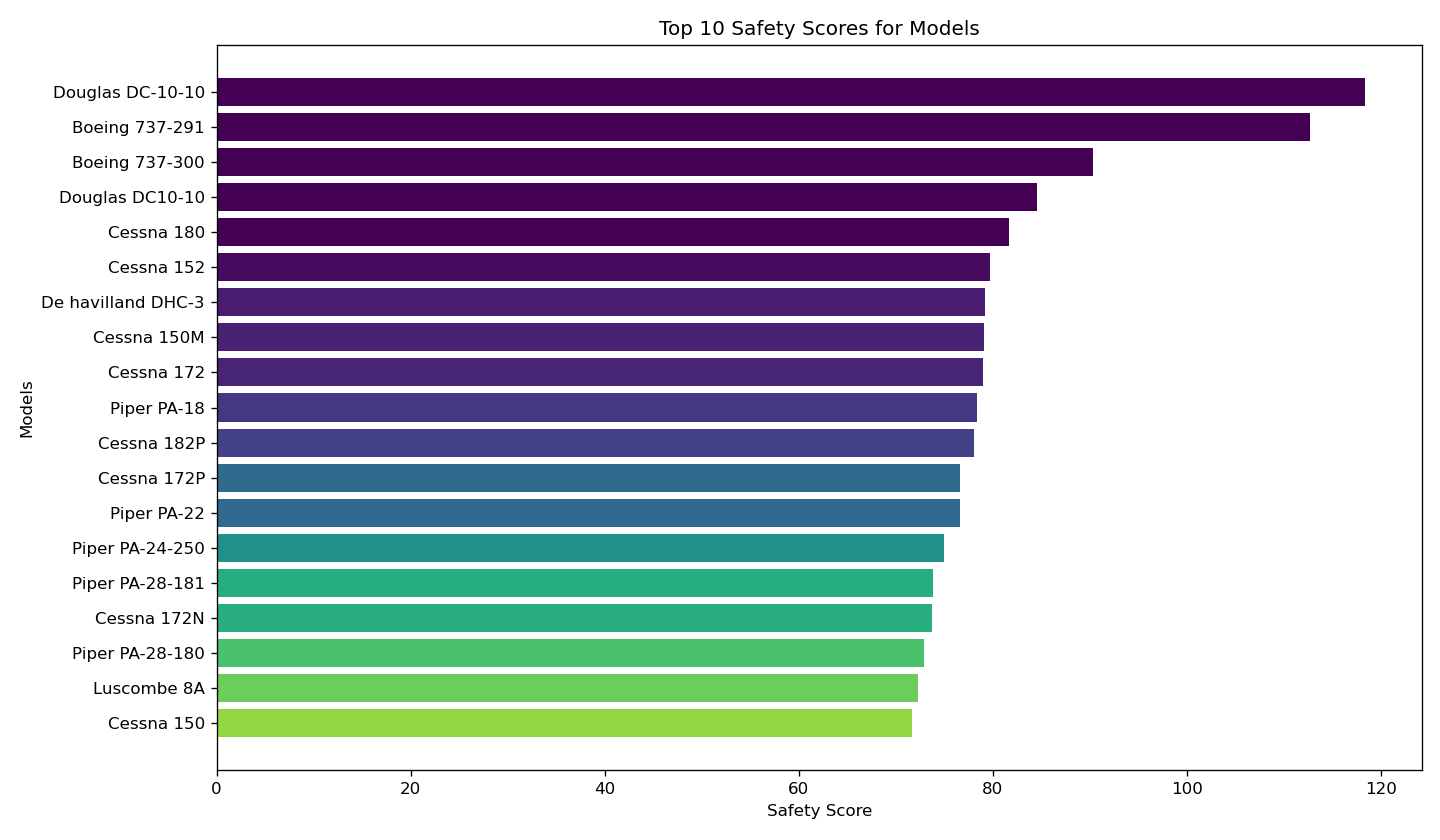 Top 10 Safety Scores for Models
Douglas DC-10-10
Boeing 737-291
Boeing 737-300
Douglas DC10-10
Cessna 180
Cessna 152
De havilland DHC-3
Cessna 150M
Cessna 172
Piper PA-18
Cessna 182P
Cessna 172P
Piper PA-22
Piper PA-24-250
Piper PA-28-181
Cessna 172N
Piper PA-28-180
Luscombe 8A
Cessna 150
Models
0 20 40 60 80 100 120
Safety Score